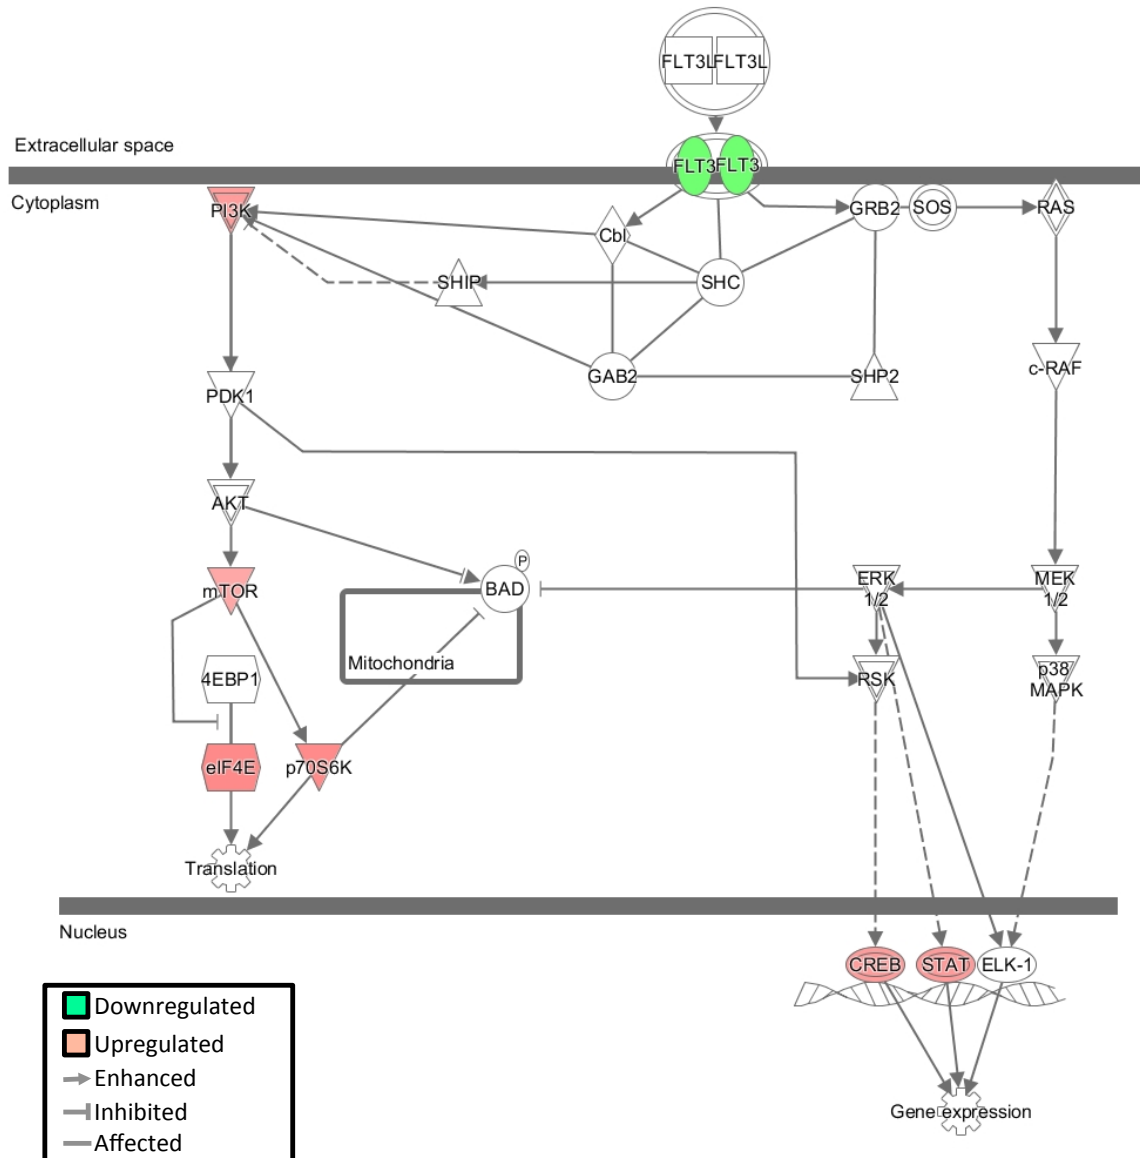 FLT3L FLT3L
Extracellular space
FLT3 FLT3
Cytoplasm
PI3K
GRB2
SOS
RAS
Cbl
SHIP
SHC
GAB2
SHP2
c-RAF
PDK1
AKT
P
BAD
mTOR
ERK
1/2
MEK
1/2
Mitochondria
4EBP1
RSK
p38
MAPK
eIF4E
p70S6K
Translation
Nucleus
CREB
STAT
ELK-1
Downregulated
Upregulated
Enhanced
Inhibited
Affected
Gene expression